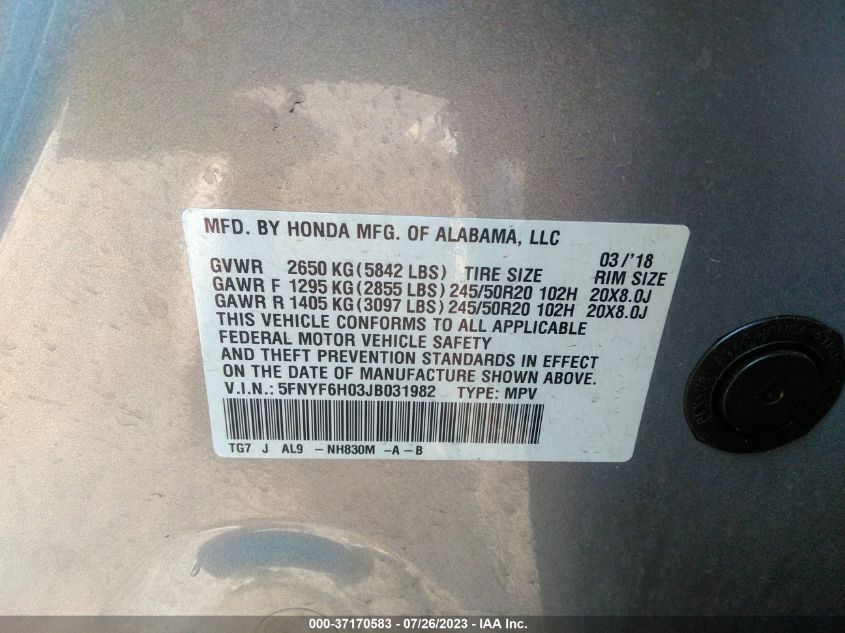 MFD. BY HONDA MFG. OF ALABAMA, LLC
03/'18
GVWR 2650 KG (5842 LBS) TIRE SIZE RIM SIZE
GAWR F 1295 KG (2855 LBS) 245/50R20 102H 20X8.0J
GAWR R 1405 KG (3097 LBS) 245/50R20 102H 20X8.0J
THIS VEHICLE CONFORMS TO ALL APPLICABLE
FEDERAL MOTOR VEHICLE SAFETY
AND THEFT PREVENTION STANDARDS IN EFFECT
ON THE DATE OF MANUFACTURE SHOWN ABOVE.
V.I.N.: 5FNYF6H03JB031982 TYPE: MPV
TG7 J AL9 -NH830M -A-B
000-37170583 / 07/26/2023 - IAA Inc.